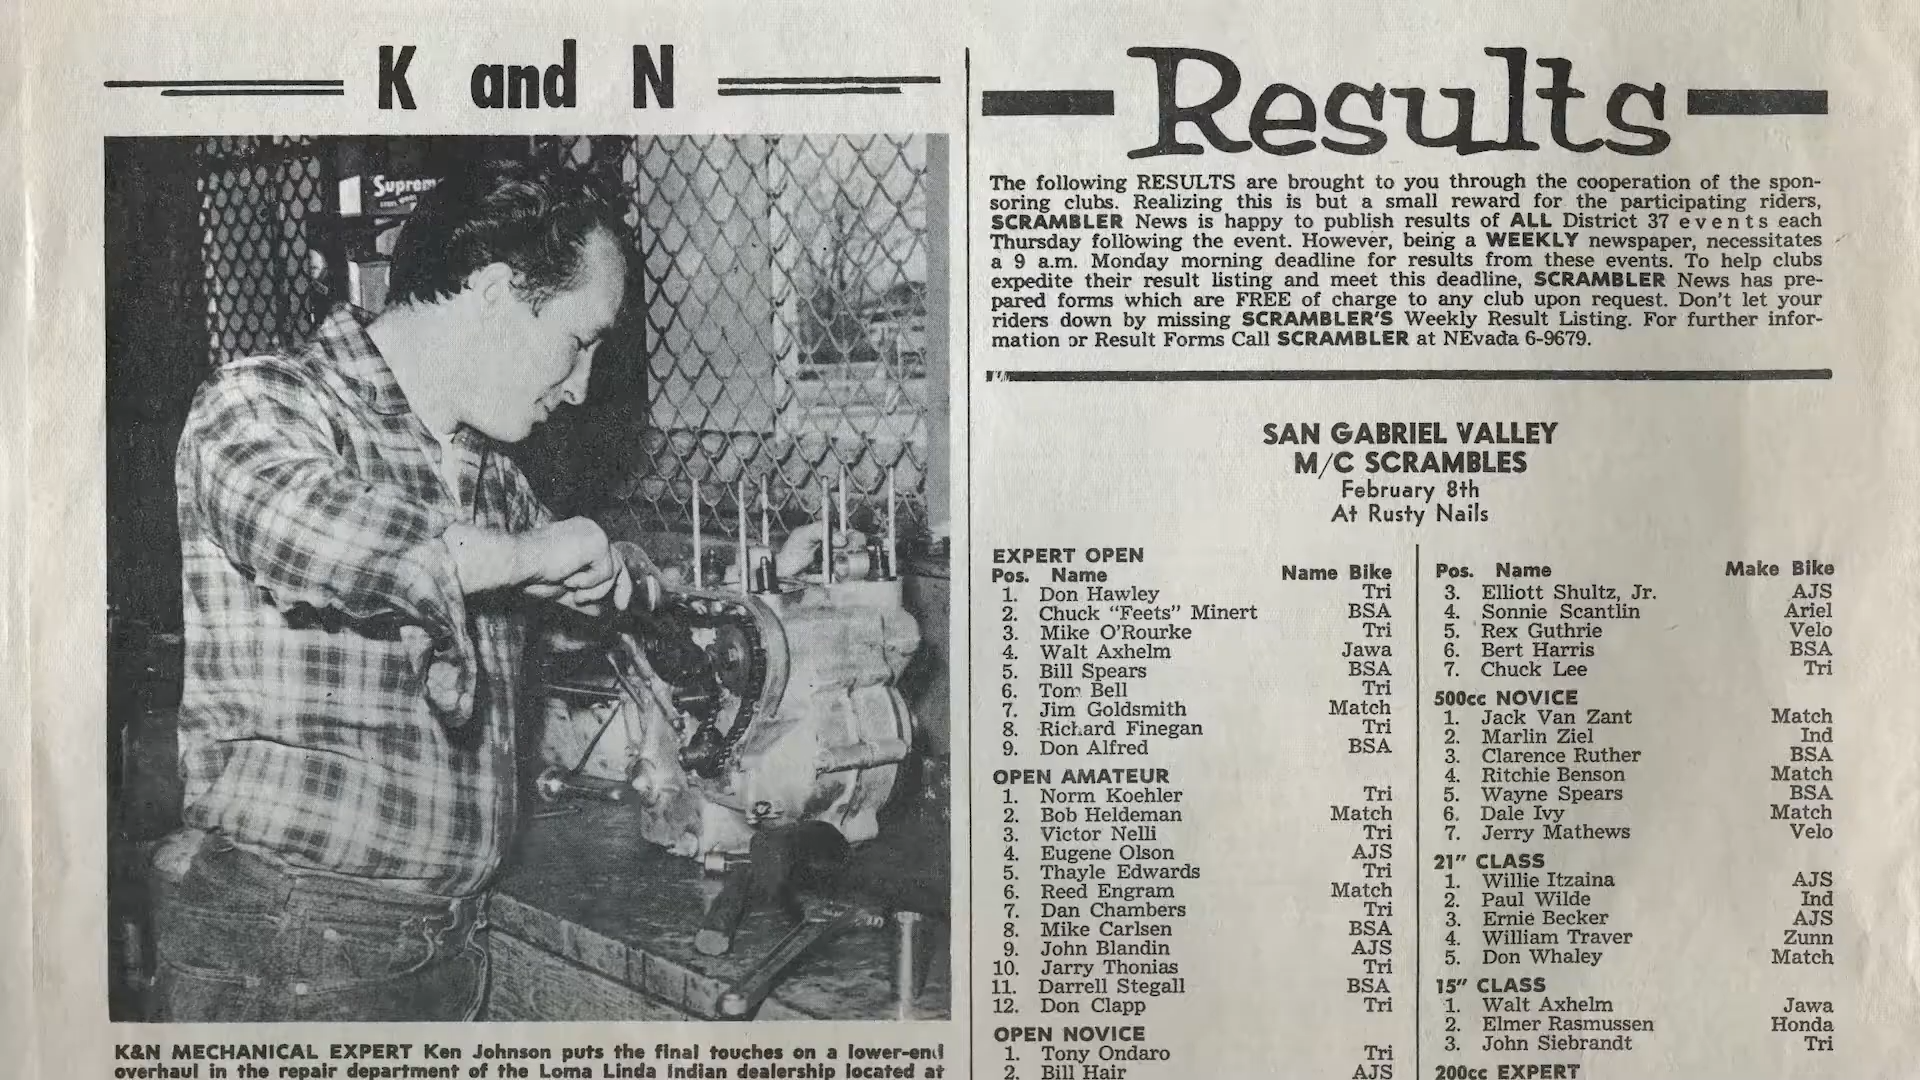 K and N
Suprem
K&N MECHANICAL EXPERT Ken Johnson puts the final touches on a lower-end
overhaul in the repair department of the Loma Linda Indian dealership located at
Results
The following RESULTS are brought to you through the cooperation of the spon-
soring clubs. Realizing this is but a small reward for the participating riders,
SCRAMBLER News is happy to publish results of ALL District 37 events each
Thursday following the event. However, being a WEEKLY newspaper, necessitates
a 9 a.m. Monday morning deadline for results from these events. To help clubs
expedite their result listing and meet this deadline, SCRAMBLER News has pre-
pared forms which are FREE of charge to any club upon request. Don't let your
riders down by missing SCRAMBLER'S Weekly Result Listing. For further infor-
mation or Result Forms Call SCRAMBLER at NEvada 6-9679.
SAN GABRIEL VALLEY
M/C SCRAMBLES
February 8th
At Rusty Nails
EXPERT OPEN
Pos. Name Name Bike
1. Don Hawley Tri
2. Chuck "Feets" Minert BSA
3. Mike O'Rourke Tri
4. Walt Axhelm Jawa
5. Bill Spears BSA
6. Tom Bell Tri
7. Jim Goldsmith Match
8. Richard Finegan Tri
9. Don Alfred BSA
OPEN AMATEUR
1. Norm Koehler Tri
2. Bob Heldeman Match
3. Victor Nelli Tri
4. Eugene Olson AJS
5. Thayle Edwards Tri
6. Reed Engram Match
7. Dan Chambers Tri
8. Mike Carlsen BSA
9. John Blandin AJS
10. Jarry Thonias Tri
11. Darrell Stegall BSA
12. Don Clapp Tri
OPEN NOVICE
1. Tony Ondaro Tri
2. Bill Hair AJS
Pos. Name Make Bike
3. Elliott Shultz, Jr. AJS
4. Sonnie Scantlin Ariel
5. Rex Guthrie Velo
6. Bert Harris BSA
7. Chuck Lee Tri
500cc NOVICE
1. Jack Van Zant Match
2. Marlin Ziel Ind
3. Clarence Ruther BSA
4. Ritchie Benson Match
5. Wayne Spears BSA
6. Dale Ivy Match
7. Jerry Mathews Velo
21" CLASS
1. Willie Itzaina AJS
2. Paul Wilde Ind
3. Ernie Becker AJS
4. William Traver Zunn
5. Don Whaley Match
15" CLASS
1. Walt Axhelm Jawa
2. Elmer Rasmussen Honda
3. John Siebrandt Tri
200cc EXPERT